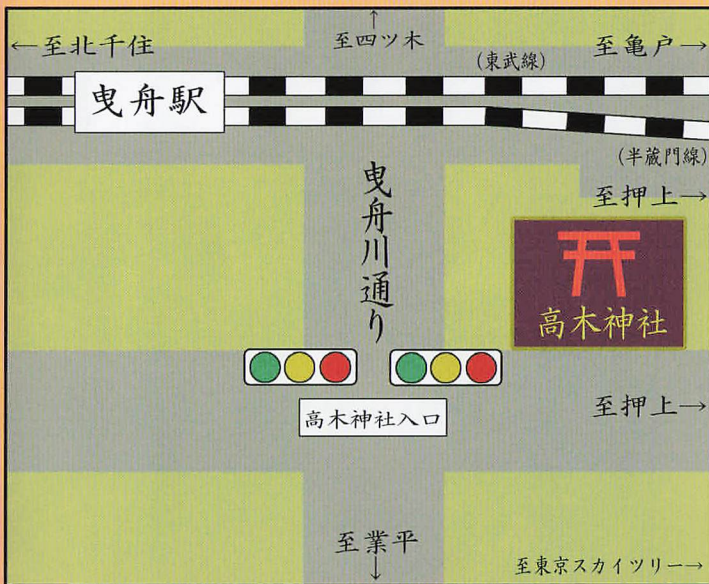 ←至北千住
↑
至四ツ木
至亀戸→
(東武線)
曳舟駅
(半蔵門線)
至押上→
曳舟川通り
高木神社
至押上→
高木神社入口
至業平
↓
至東京スカイツリー→